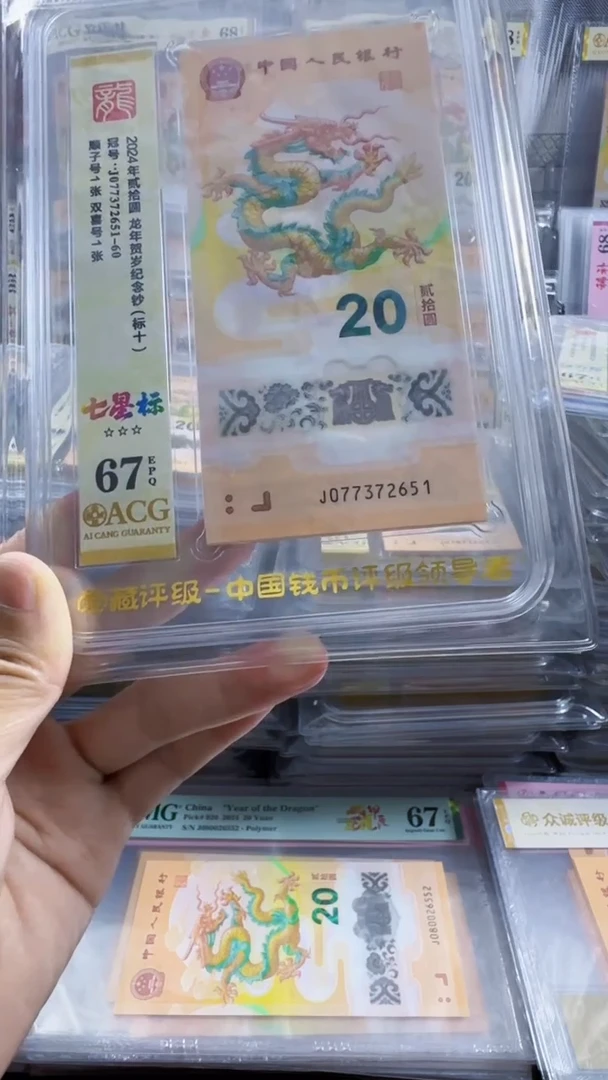 中国人民银行
龍
2024年贰拾圆 龙年贺岁纪念钞(标十)
冠号:J077372651-60
顺子号1张 双喜号1张
七星标
☆☆☆
67 EPQ
ACG
AI CANG GUARANTY
20 贰拾圆
J077372651
藏评级-中国钱币评级领导者
MG China "Year of the Dragon"
67
中国人民银行
20
贰拾圆
J080026552
众诚评级